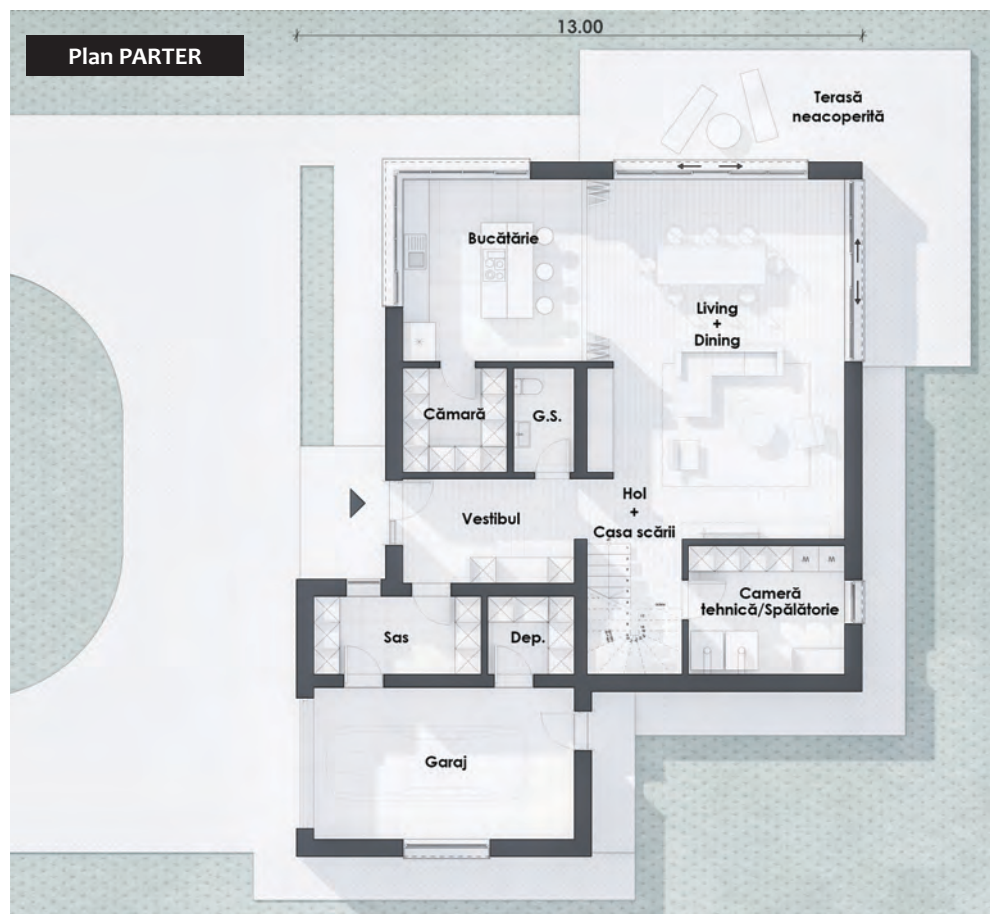 13.00
Plan PARTER
Terasă
neacoperită
Bucătărie
Living
+
Dining
Cămară
G.S.
Hol
+
Casa scării
Vestibul
Cameră
tehnică/Spălătorie
M M
Sas
Dep.
Garaj